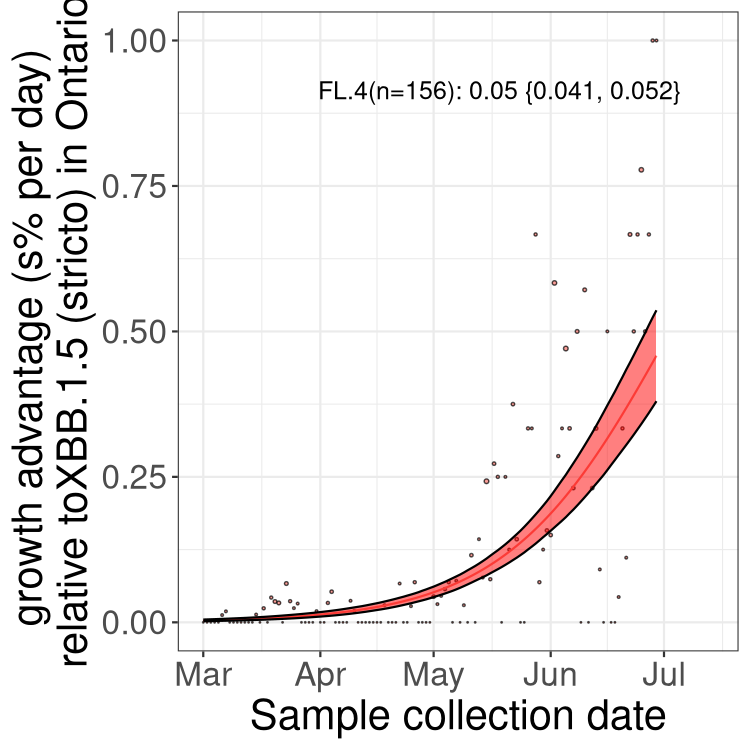 growth advantage (s% per day)
relative toXBB.1.5 (stricto) in Ontario
1.00
0.75
0.50
0.25
0.00
FL.4(n=156): 0.05 {0.041, 0.052}
Mar Apr May Jun Jul
Sample collection date